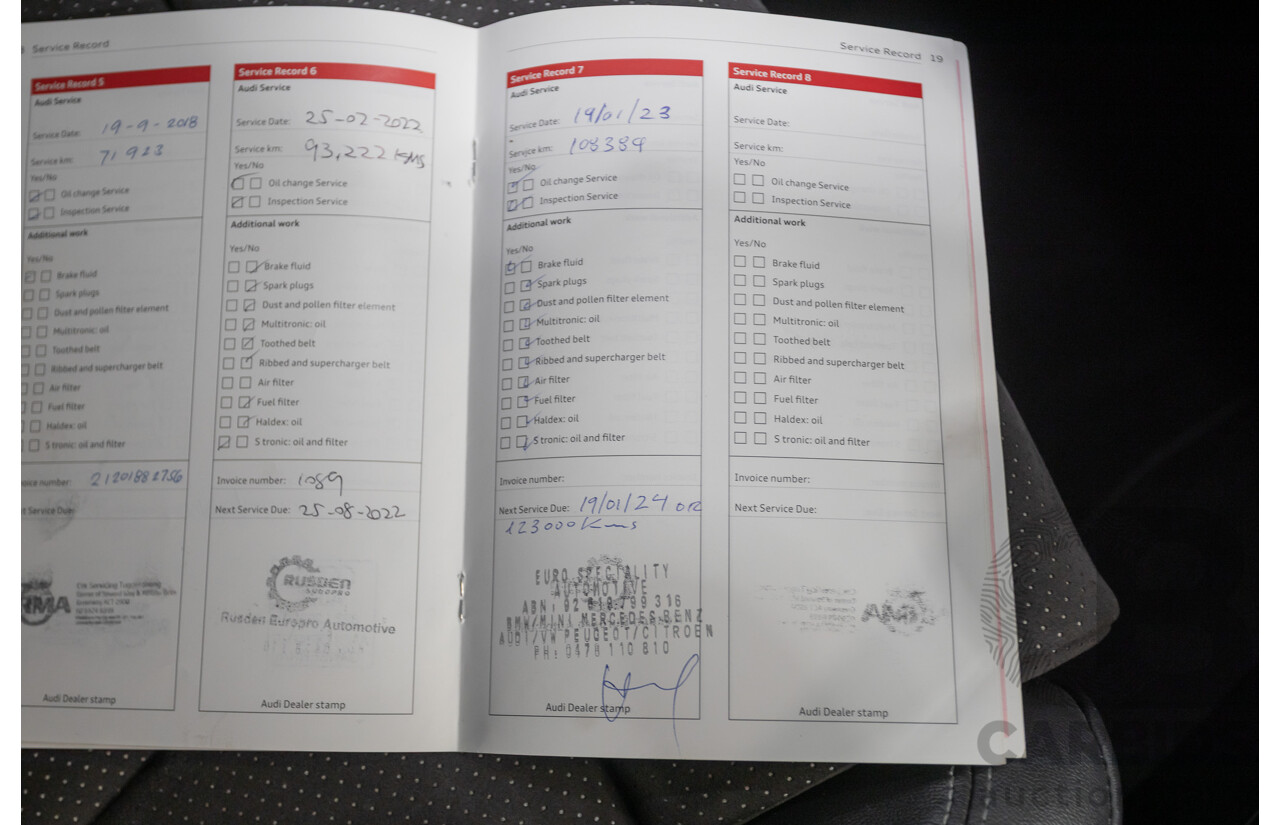 Service Record
Service Record 5
Audi Service
Service Date: 19-9-2018
Service km: 71923
Yes/No
Oil change Service
Inspection Service
Additional work
Yes/No
Brake fluid
Spark plugs
Dust and pollen filter element
Multitronic: oil
Toothed belt
Ribbed and supercharger belt
Air filter
Fuel filter
Haldex: oil
S tronic: oil and filter
oice number:
t Service Due:
RMA
Audi Dealer stamp
Service Record 6
Audi Service
Service Date: 25-02-2022
Service km: 93,222 KMS
Yes/No
Oil change Service
Inspection Service
Additional work
Yes/No
Brake fluid
Spark plugs
Dust and pollen filter element
Multitronic: oil
Toothed belt
Ribbed and supercharger belt
Air filter
Fuel filter
Haldex: oil
S tronic: oil and filter
Invoice number: 1089
Next Service Due: 25-08-2022
RUSDEN
EUROPRO
Rusden Europro Automotive
Audi Dealer stamp
Service Record 19
Service Record 7
Audi Service
Service Date: 19/01/23
Service km: 108389
Yes/No
Oil change Service
Inspection Service
Additional work
Yes/No
Brake fluid
Spark plugs
Dust and pollen filter element
Multitronic: oil
Toothed belt
Ribbed and supercharger belt
Air filter
Fuel filter
Haldex: oil
S tronic: oil and filter
Invoice number:
Next Service Due: 19/01/24 OR
123000 Kms
EURO SPECIALITY
AUTOMOTIVE
ABN: 92 618 799 316
BMW/MINI MERCEDES-BENZ
AUDI/VW PEUGEOT/CITROEN
PH: 0478 110 810
Audi Dealer stamp
Service Record 8
Audi Service
Service Date:
Service km:
Yes/No
Oil change Service
Inspection Service
Additional work
Yes/No
Brake fluid
Spark plugs
Dust and pollen filter element
Multitronic: oil
Toothed belt
Ribbed and supercharger belt
Air filter
Fuel filter
Haldex: oil
S tronic: oil and filter
Invoice number:
Next Service Due:
Audi Dealer stamp
CARBIDS
auctions